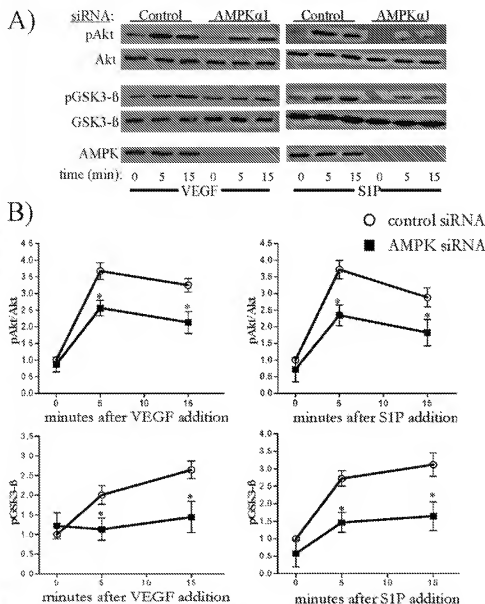 A)
siRNA: Control AMPKα1 Control AMPKα1
pAkt
Akt
pGSK3-ß
GSK3-ß
AMPK
time (min): 0 5 15 0 5 15 0 5 15 0 5 15
VEGF S1P
B)
control siRNA
AMPK siRNA
pAkt/Akt
4.5
4.0
3.5
3.0
2.5
2.0
1.5
1.0
0.5
0.0
* *
0 5 10 15
minutes after VEGF addition
pAkt/Akt
4.5
4.0
3.5
3.0
2.5
2.0
1.5
1.0
0.5
0.0
* *
0 5 10 15
minutes after S1P addition
pGSK3-ß
3.5
3.0
2.5
2.0
1.5
1.0
0.5
0.0
* *
0 5 10 15
minutes after VEGF addition
pGSK3-ß
4.0
3.5
3.0
2.5
2.0
1.5
1.0
0.5
0.0
* *
0 5 10 15
minutes after S1P addition